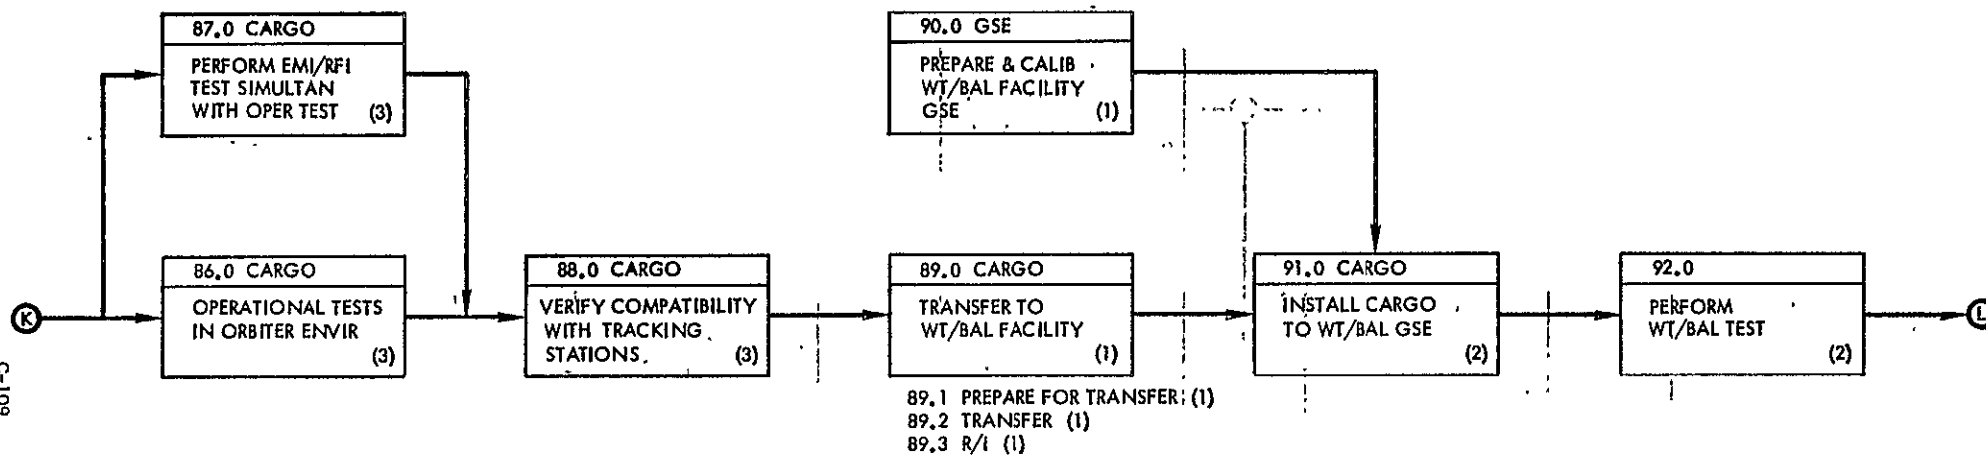 87.0 CARGO
PERFORM EMI/RFI
TEST SIMULTAN
WITH OPER TEST (3)
90.0 GSE
PREPARE & CALIB
WT/BAL FACILITY
GSE (1)
K
86.0 CARGO
OPERATIONAL TESTS
IN ORBITER ENVIR
(3)
88.0 CARGO
VERIFY COMPATIBILITY
WITH TRACKING
STATIONS. (3)
89.0 CARGO
TRANSFER TO
WT/BAL FACILITY
(1)
89.1 PREPARE FOR TRANSFER (1)
89.2 TRANSFER (1)
89.3 R/I (1)
91.0 CARGO
INSTALL CARGO
TO WT/BAL GSE
(2)
92.0
PERFORM
WT/BAL TEST
(2)
L
C-109